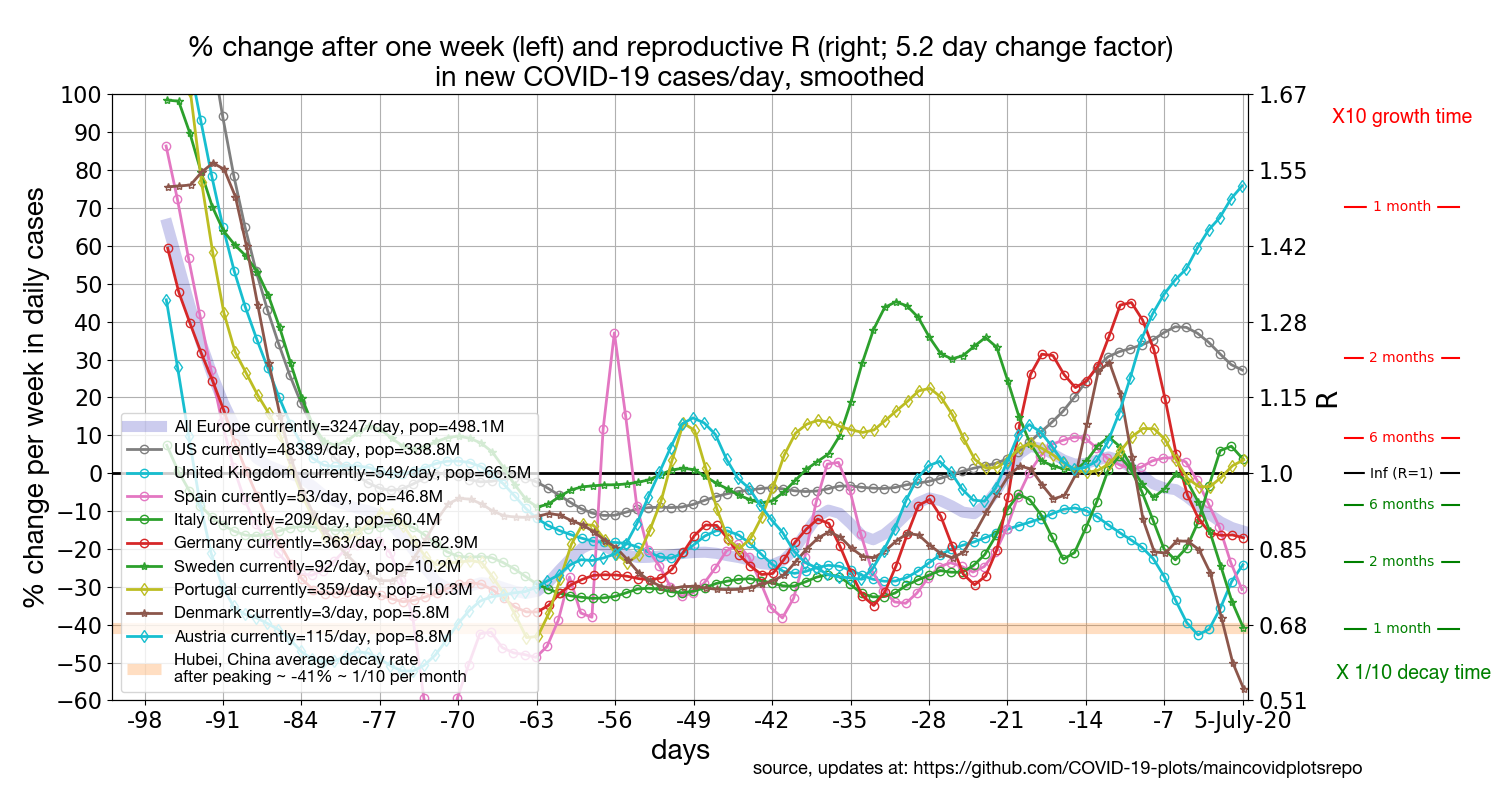 % change after one week (left) and reproductive R (right; 5.2 day change factor)
in new COVID-19 cases/day, smoothed
% change per week in daily cases
100
90
80
70
60
50
40
30
20
10
0
−10
−20
−30
−40
−50
−60
All Europe currently=3247/day, pop=498.1M
US currently=48389/day, pop=338.8M
United Kingdom currently=549/day, pop=66.5M
Spain currently=53/day, pop=46.8M
Italy currently=209/day, pop=60.4M
Germany currently=363/day, pop=82.9M
Sweden currently=92/day, pop=10.2M
Portugal currently=359/day, pop=10.3M
Denmark currently=3/day, pop=5.8M
Austria currently=115/day, pop=8.8M
Hubei, China average decay rate
after peaking ~ -41% ~ 1/10 per month
-98 -91 -84 -77 -70 -63 -56 -49 -42 -35 -28 -21 -14 -7 5-July-20
days
1.67
1.55
1.42
1.28
1.15
1.0
0.85
0.68
0.51
R
X10 growth time
1 month
2 months
6 months
Inf (R=1)
6 months
2 months
1 month
X 1/10 decay time
source, updates at: https://github.com/COVID-19-plots/maincovidplotsrepo